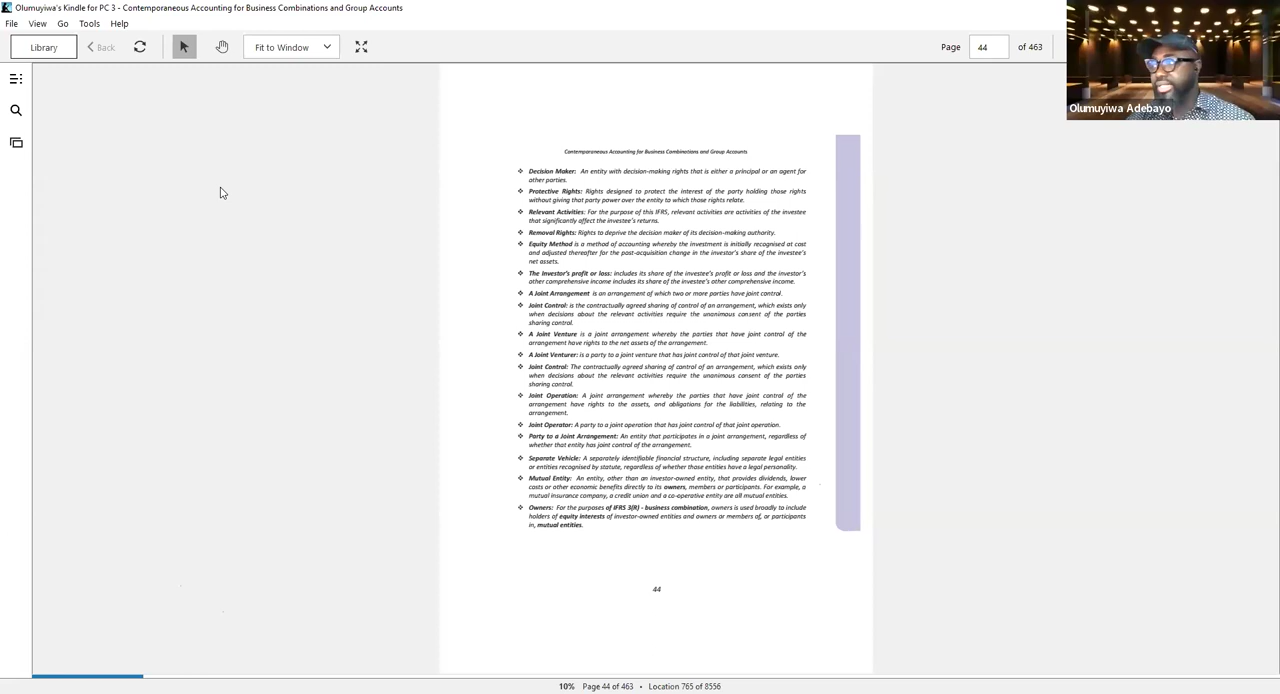 Olumuyiwa's Kindle for PC 3 - Contemporaneous Accounting for Business Combinations and Group Accounts
File View Go Tools Help
Library
Back
Fit to Window
Page 44 of 463
Olumuyiwa Adebayo
Contemporaneous Accounting for Business Combinations and Group Accounts
❖ Decision Maker: An entity with decision-making rights that is either a principal or an agent for
other parties.
❖ Protective Rights: Rights designed to protect the interest of the party holding those rights
without giving that party power over the entity to which those rights relate.
❖ Relevant Activities: For the purpose of this IFRS, relevant activities are activities of the investee
that significantly affect the investee's returns.
❖ Removal Rights: Rights to deprive the decision maker of its decision-making authority.
❖ Equity Method is a method of accounting whereby the investment is initially recognised at cost
and adjusted thereafter for the post-acquisition change in the investor's share of the investee's
net assets.
❖ The Investor's profit or loss: includes its share of the investee's profit or loss and the investor's
other comprehensive income includes its share of the investee's other comprehensive income.
❖ A Joint Arrangement is an arrangement of which two or more parties have joint control.
❖ Joint Control: is the contractually agreed sharing of control of an arrangement, which exists only
when decisions about the relevant activities require the unanimous consent of the parties
sharing control.
❖ A Joint Venture is a joint arrangement whereby the parties that have joint control of the
arrangement have rights to the net assets of the arrangement.
❖ A Joint Venturer: is a party to a joint venture that has joint control of that joint venture.
❖ Joint Control: The contractually agreed sharing of control of an arrangement, which exists only
when decisions about the relevant activities require the unanimous consent of the parties
sharing control.
❖ Joint Operation: A joint arrangement whereby the parties that have joint control of the
arrangement have rights to the assets, and obligations for the liabilities, relating to the
arrangement.
❖ Joint Operator: A party to a joint operation that has joint control of that joint operation.
❖ Party to a Joint Arrangement: An entity that participates in a joint arrangement, regardless of
whether that entity has joint control of the arrangement.
❖ Separate Vehicle: A separately identifiable financial structure, including separate legal entities
or entities recognised by statute, regardless of whether those entities have a legal personality.
❖ Mutual Entity: An entity, other than an investor-owned entity, that provides dividends, lower
costs or other economic benefits directly to its owners, members or participants. For example, a
mutual insurance company, a credit union and a co-operative entity are all mutual entities.
❖ Owners: For the purposes of IFRS 3(R) - business combination, owners is used broadly to include
holders of equity interests of investor-owned entities and owners or members of, or participants
in, mutual entities.
44
10% Page 44 of 463 • Location 765 of 8556